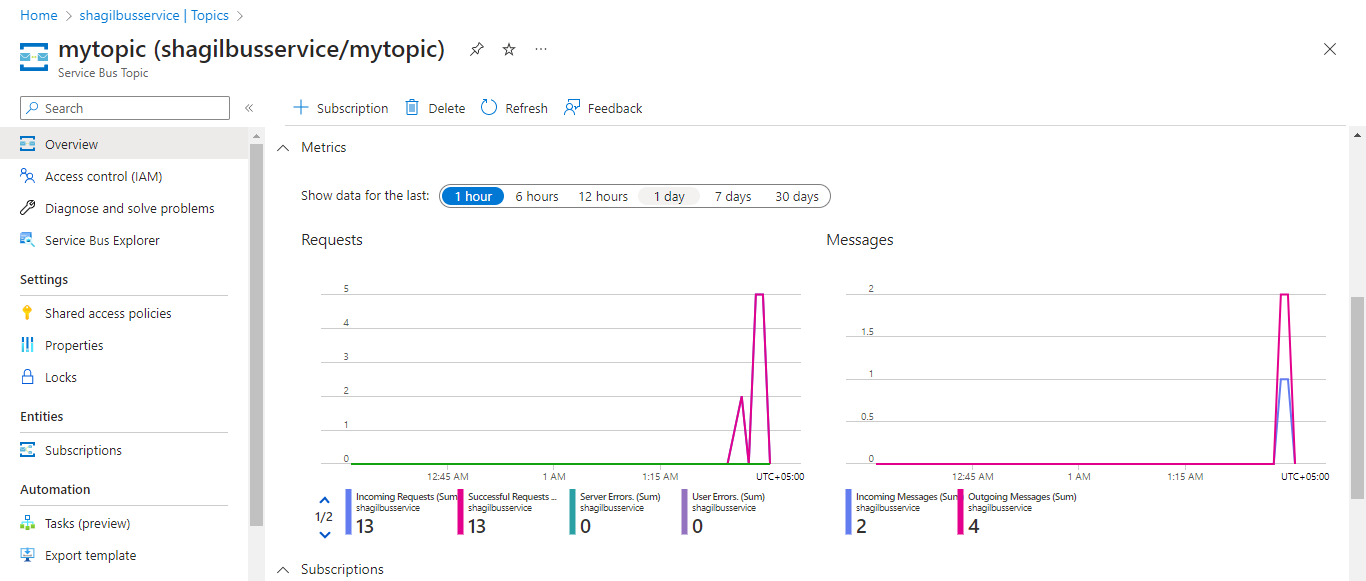 Home > shagilbusservice | Topics >
mytopic (shagilbusservice/mytopic)
Service Bus Topic
Search
Subscription Delete Refresh Feedback
Overview
Access control (IAM)
Diagnose and solve problems
Service Bus Explorer
Settings
Shared access policies
Properties
Locks
Entities
Subscriptions
Automation
Tasks (preview)
Export template
Metrics
Show data for the last: 1 hour 6 hours 12 hours 1 day 7 days 30 days
Requests
5
4
3
2
1
0
12:45 AM 1 AM 1:15 AM UTC+05:00
1/2
Incoming Requests (Sum)
shagilbusservice
13
Successful Requests ...
shagilbusservice
13
Server Errors. (Sum)
shagilbusservice
0
User Errors. (Sum)
shagilbusservice
0
Messages
2
1.5
1
0.5
0
12:45 AM 1 AM 1:15 AM UTC+05:00
Incoming Messages (Sum)
shagilbusservice
2
Outgoing Messages (Sum)
shagilbusservice
4
Subscriptions